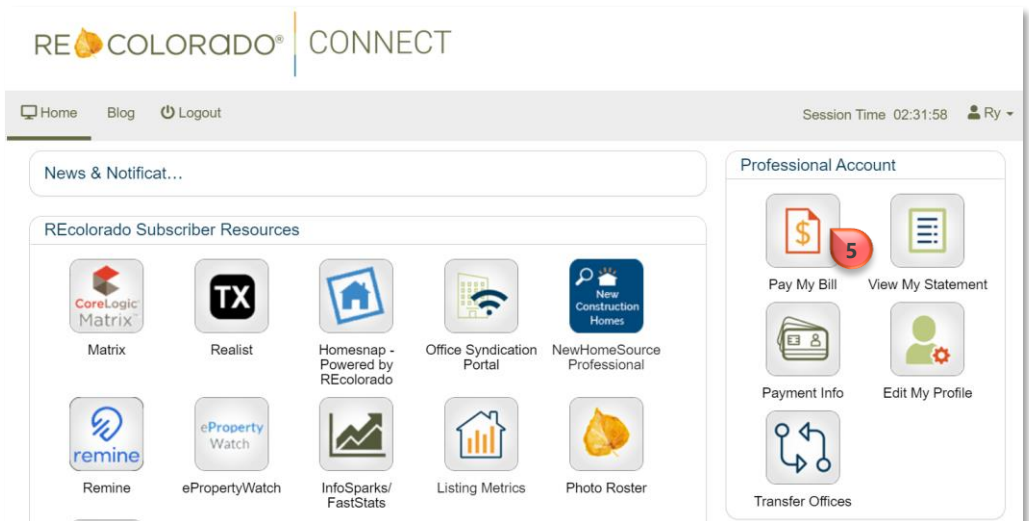 REcolorado® CONNECT
Home Blog Logout Session Time 02:31:58 Ry
News & Notificat…
Professional Account
REcolorado Subscriber Resources
5
Pay My Bill View My Statement
CoreLogic
Matrix™
TX
New
Construction
Homes
Matrix Realist Homesnap -
Powered by
REcolorado
Office Syndication
Portal
NewHomeSource
Professional
Payment Info Edit My Profile
remine
eProperty
Watch
Remine ePropertyWatch InfoSparks/
FastStats
Listing Metrics Photo Roster
Transfer Offices